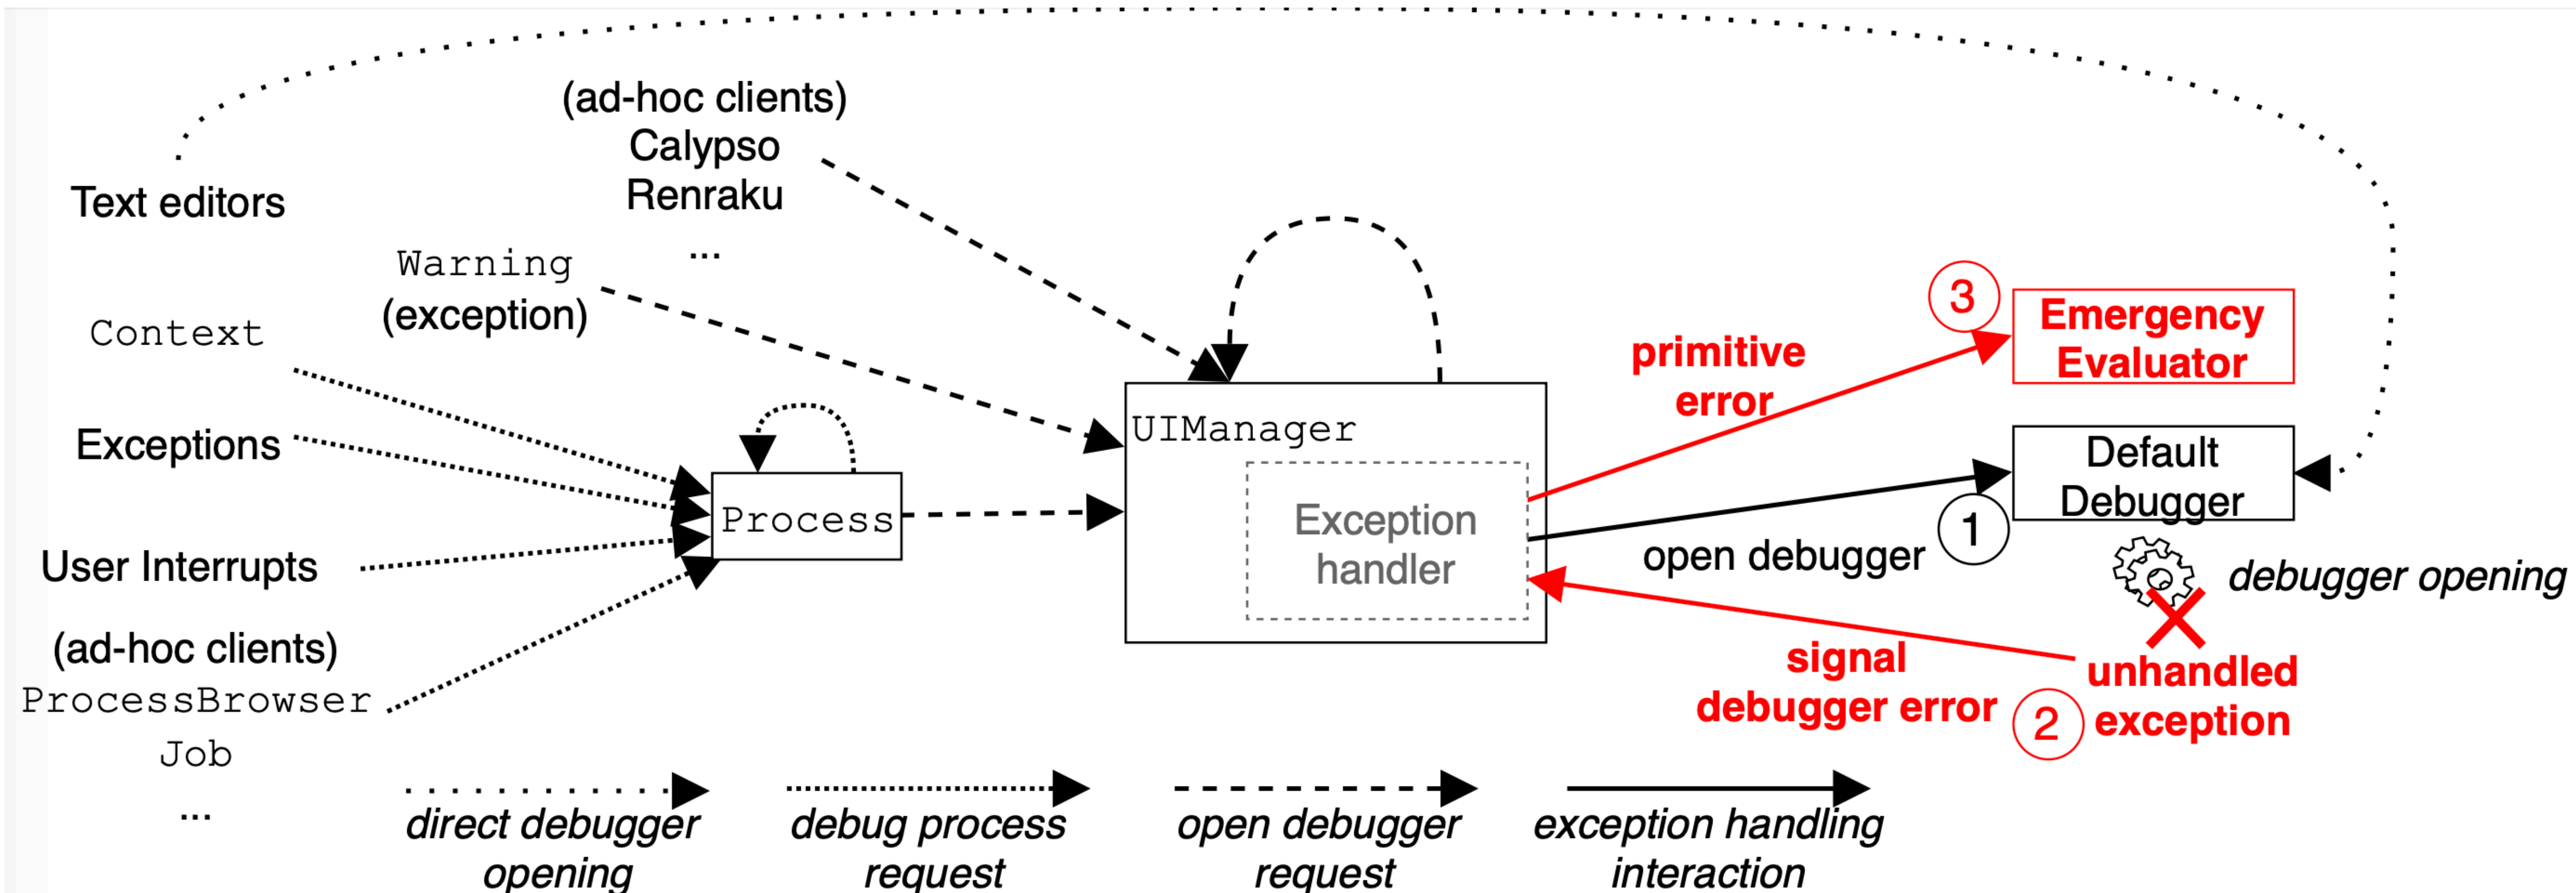 (ad-hoc clients)
Calypso
Renraku
...
Text editors
Warning
(exception)
Context
Exceptions
User Interrupts
(ad-hoc clients)
ProcessBrowser
Job
...
Process
UIManager
Exception
handler
primitive
error
3
Emergency
Evaluator
Default
Debugger
open debugger
1
debugger opening
signal
debugger error
2
unhandled
exception
direct debugger
opening
debug process
request
open debugger
request
exception handling
interaction